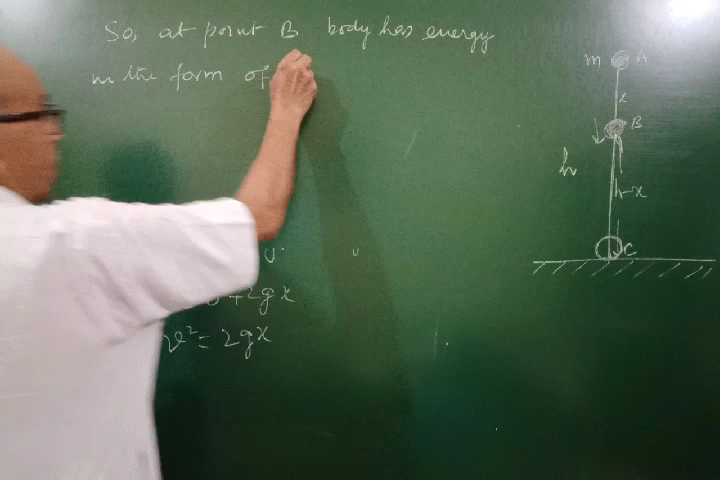 So, at point B body has energy
in the form of
m A
x
B
h
h-x
C
+2gx
v²= 2gx